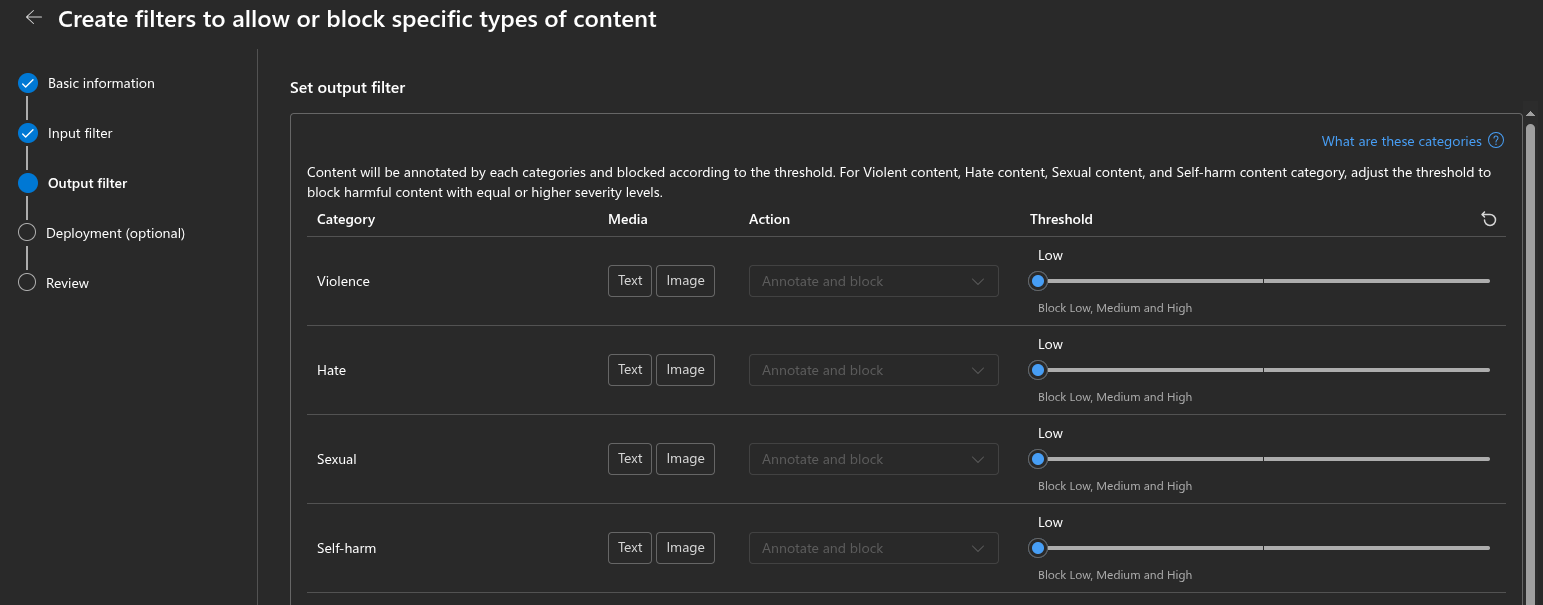 Create filters to allow or block specific types of content
Basic information
Input filter
Output filter
Deployment (optional)
Review
Set output filter
What are these categories
Content will be annotated by each categories and blocked according to the threshold. For Violent content, Hate content, Sexual content, and Self-harm content category, adjust the threshold to
block harmful content with equal or higher severity levels.
Category Media Action Threshold
Low
Violence Text Image Annotate and block
Block Low, Medium and High
Low
Hate Text Image Annotate and block
Block Low, Medium and High
Low
Sexual Text Image Annotate and block
Block Low, Medium and High
Low
Self-harm Text Image Annotate and block
Block Low, Medium and High